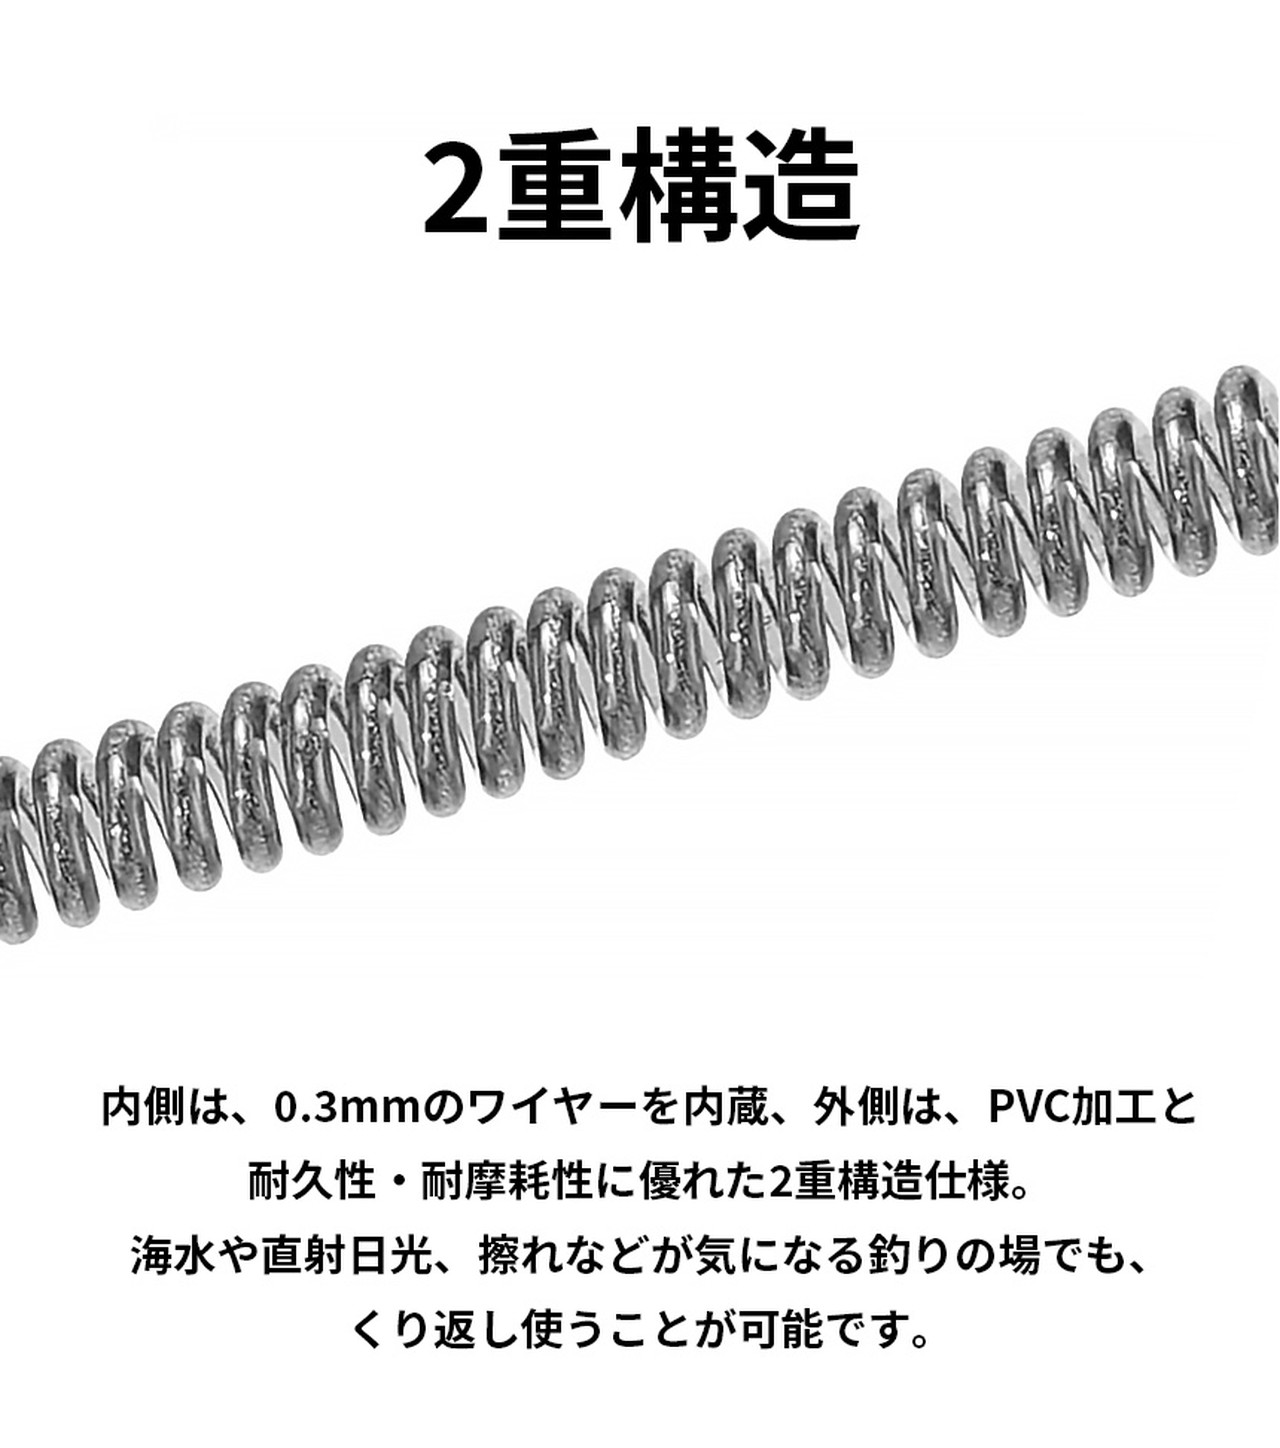 2重構造
内側は、0.3mmのワイヤーを内蔵、外側は、PVC加工と
耐久性・耐摩耗性に優れた2重構造仕様。
海水や直射日光、擦れなどが気になる釣りの場でも、
くり返し使うことが可能です。